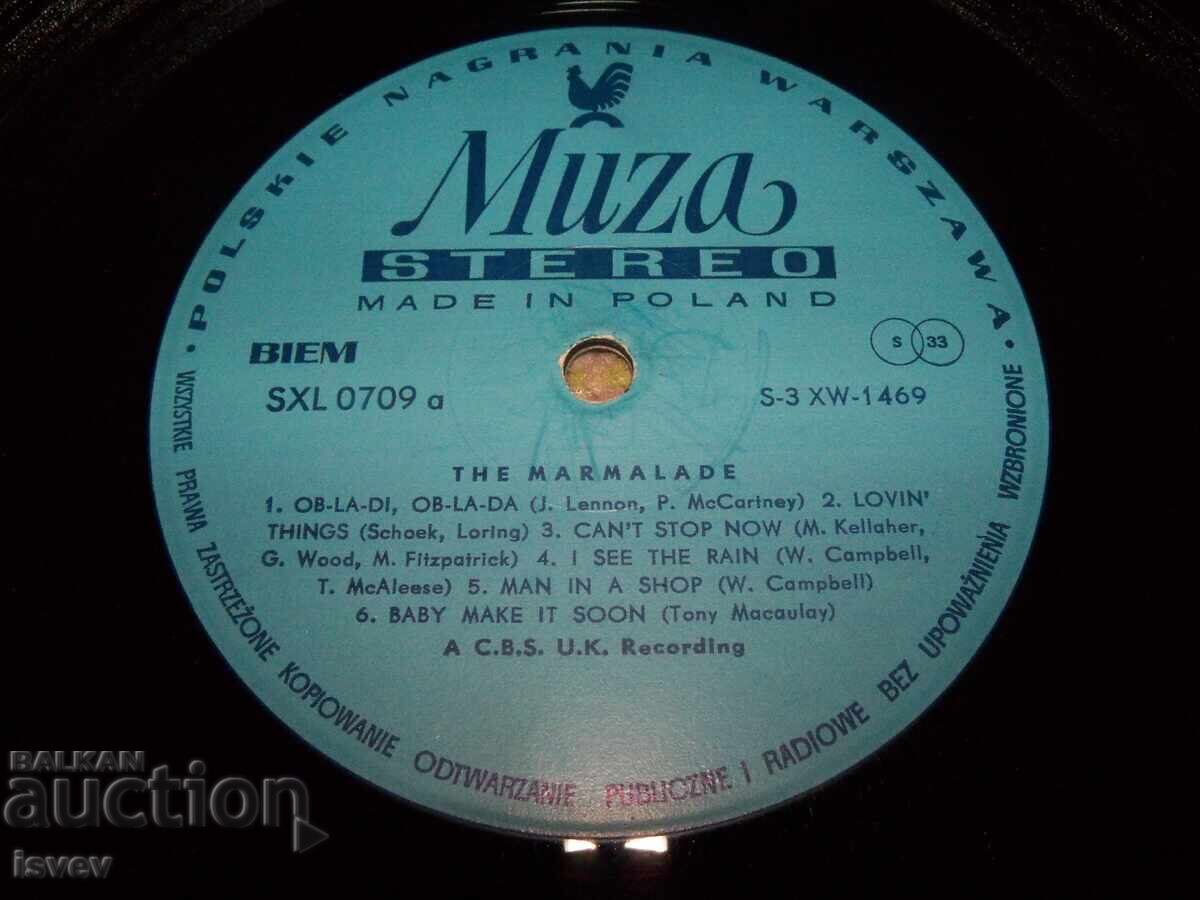 • POLSKIE NAGRANIA WARSZAWA •
Muza
STEREO
MADE IN POLAND
BIEM
S 33
SXL 0709 a
S-3 XW-1469
THE MARMALADE
1. OB-LA-DI, OB-LA-DA (J. Lennon, P. McCartney) 2. LOVIN'
THINGS (Schoek, Loring) 3. CAN'T STOP NOW (M. Kellaher,
G. Wood, M. Fitzpatrick) 4. I SEE THE RAIN (W. Campbell,
T. McAleese) 5. MAN IN A SHOP (W. Campbell)
6. BABY MAKE IT SOON (Tony Macaulay)
A C.B.S. U.K. Recording
WSZYSTKIE PRAWA ZASTRZEŻONE KOPIOWANIE ODTWARZANIE PUBLICZNE I RADIOWE BEZ UPOWAŻNIENIA WZBRONIONE
BALKAN
auction
isvev